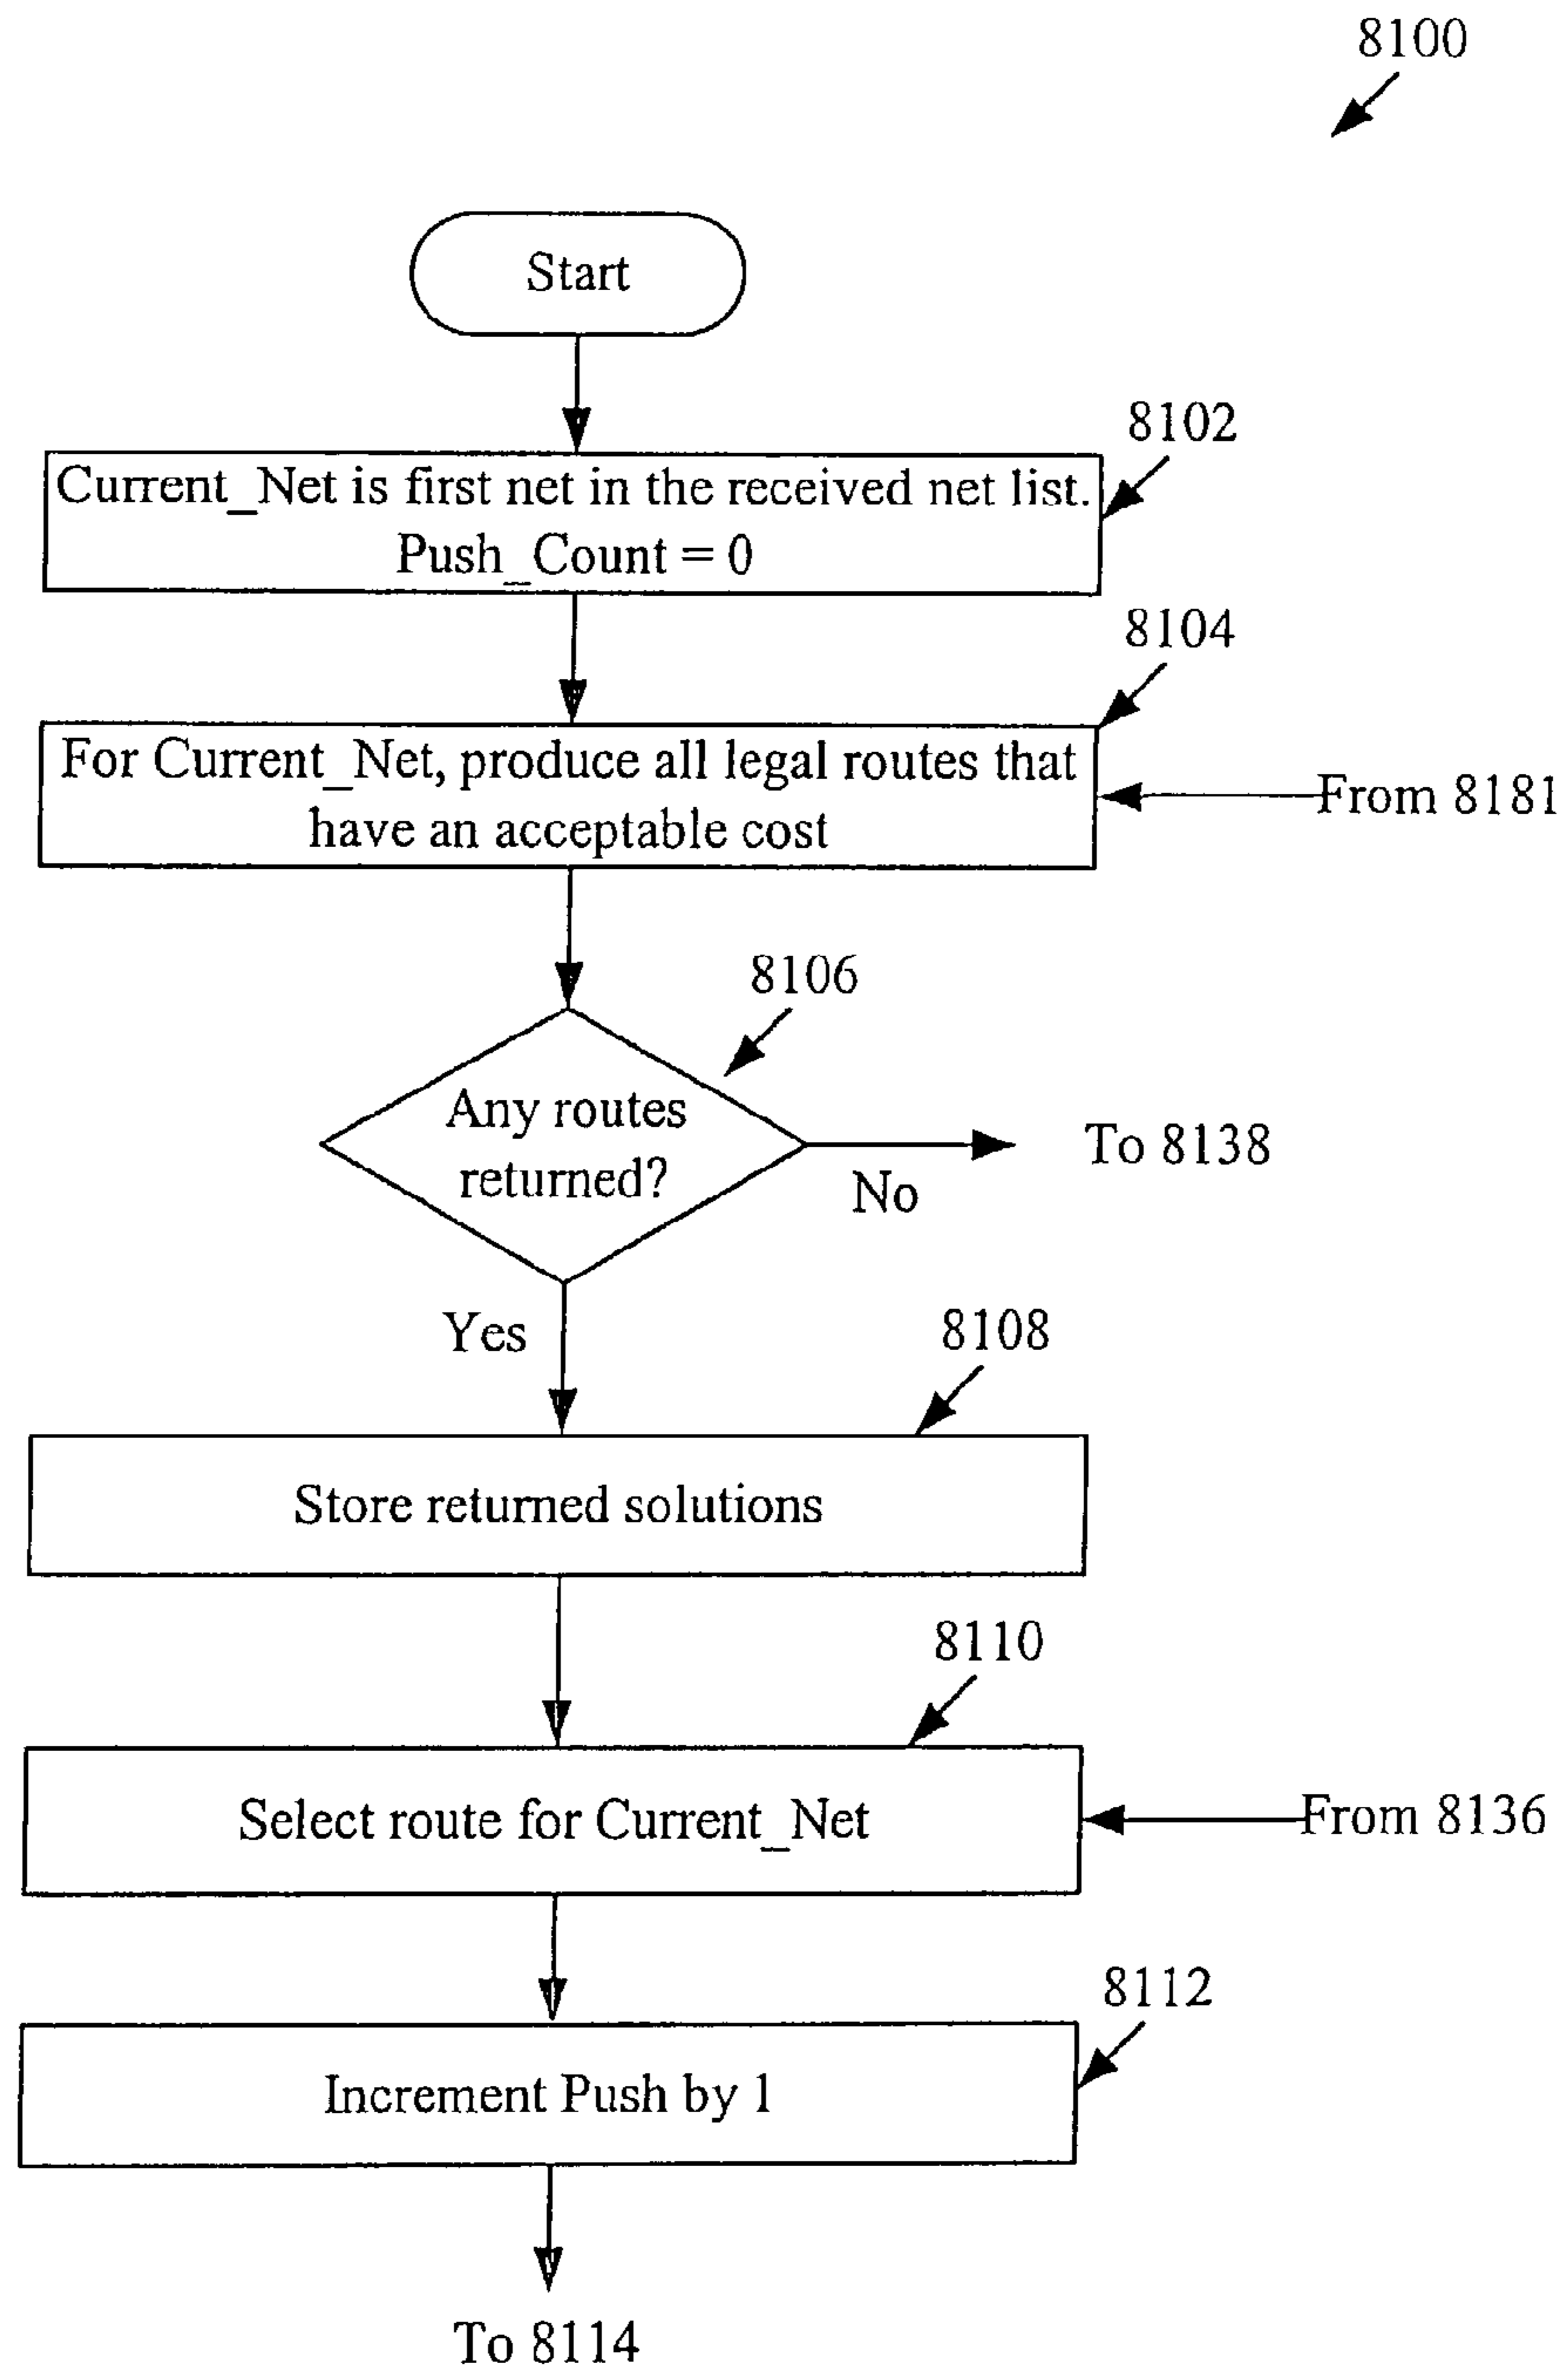 8100
Start
8102
Current_Net is first net in the received net list.
Push_Count = 0
8104
For Current_Net, produce all legal routes that
have an acceptable cost
From 8181
8106
Any routes
returned?
No
To 8138
Yes
8108
Store returned solutions
8110
Select route for Current_Net
From 8136
8112
Increment Push by 1
To 8114